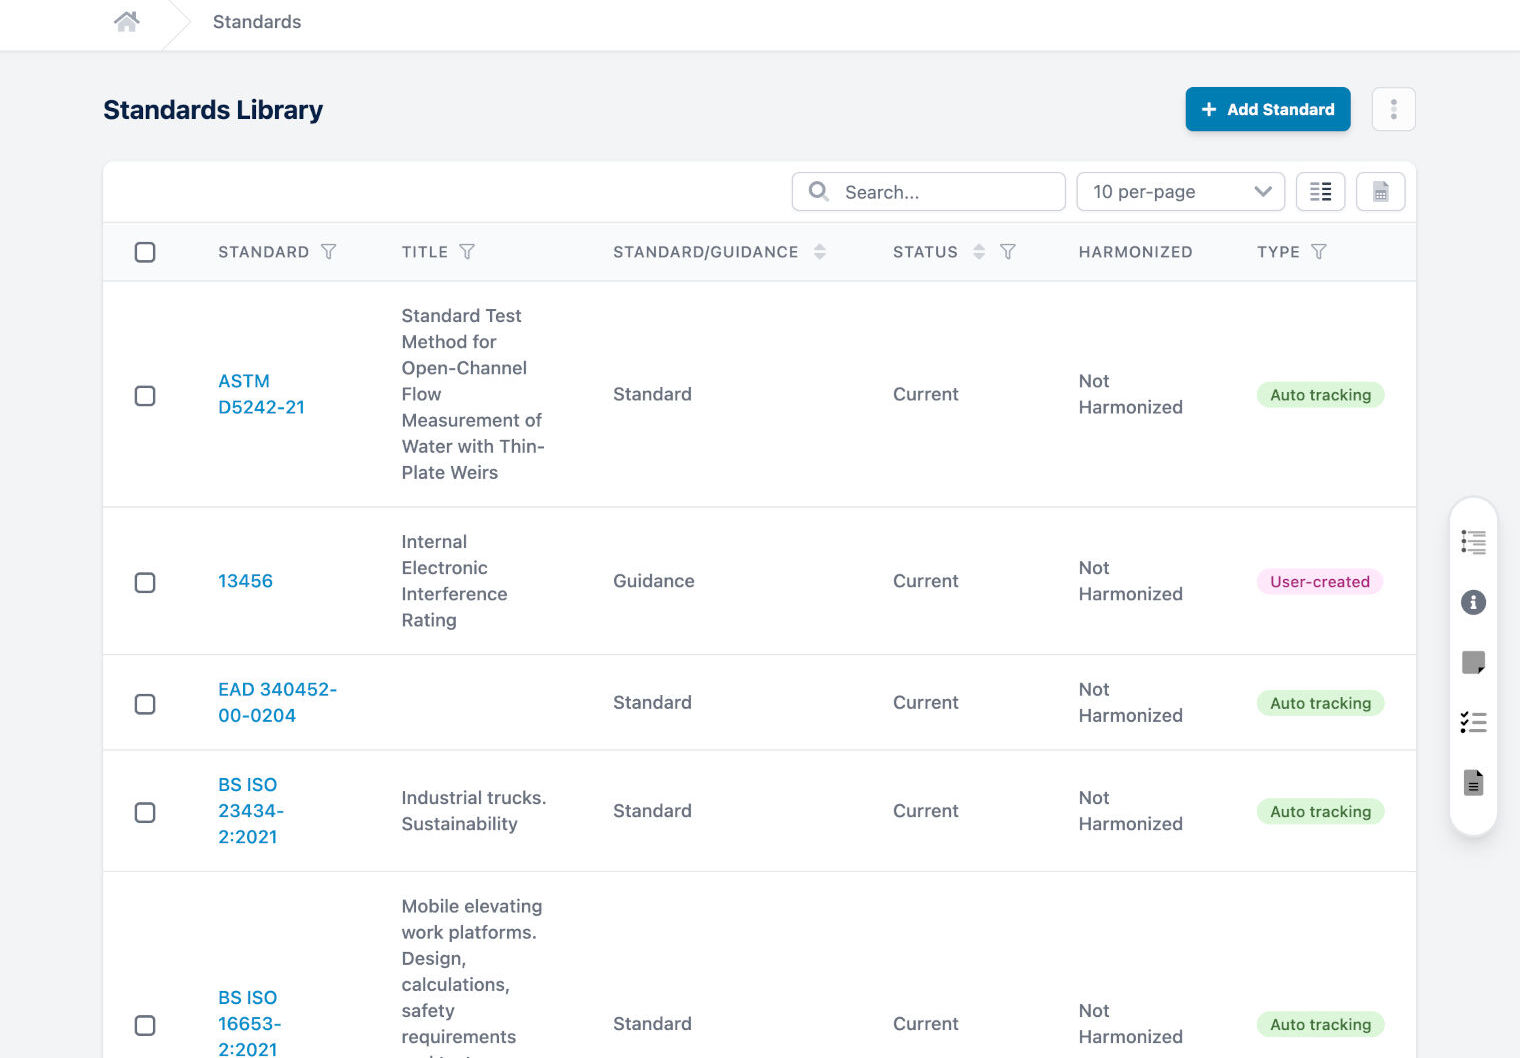 Standards
Standards Library
+ Add Standard
Search...
10 per-page
STANDARD
TITLE
STANDARD/GUIDANCE
STATUS
HARMONIZED
TYPE
ASTM
D5242-21
Standard Test
Method for
Open-Channel
Flow
Measurement of
Water with Thin-
Plate Weirs
Standard
Current
Not
Harmonized
Auto tracking
13456
Internal
Electronic
Interference
Rating
Guidance
Current
Not
Harmonized
User-created
EAD 340452-
00-0204
Standard
Current
Not
Harmonized
Auto tracking
BS ISO
23434-
2:2021
Industrial trucks.
Sustainability
Standard
Current
Not
Harmonized
Auto tracking
BS ISO
16653-
2:2021
Mobile elevating
work platforms.
Design,
calculations,
safety
requirements
Standard
Current
Not
Harmonized
Auto tracking